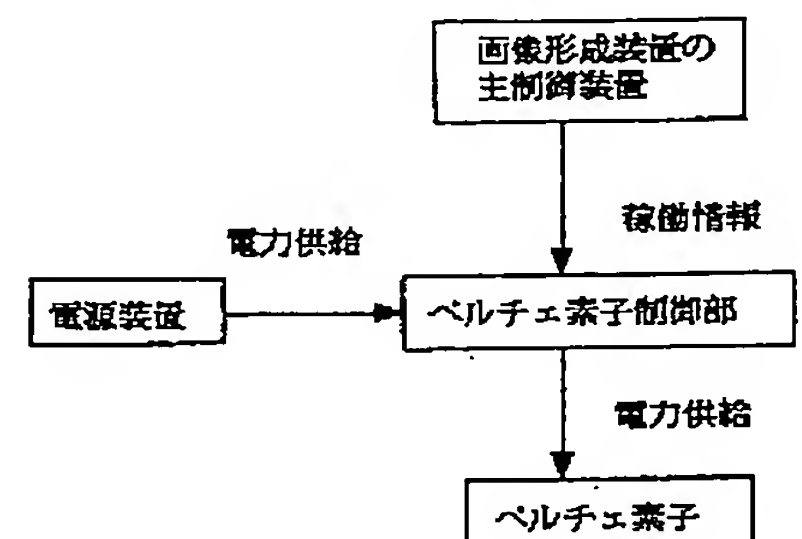 画像形成装置の
主制御装置
稼働情報
電力供給
電源装置
ペルチェ素子制御部
電力供給
ペルチェ素子